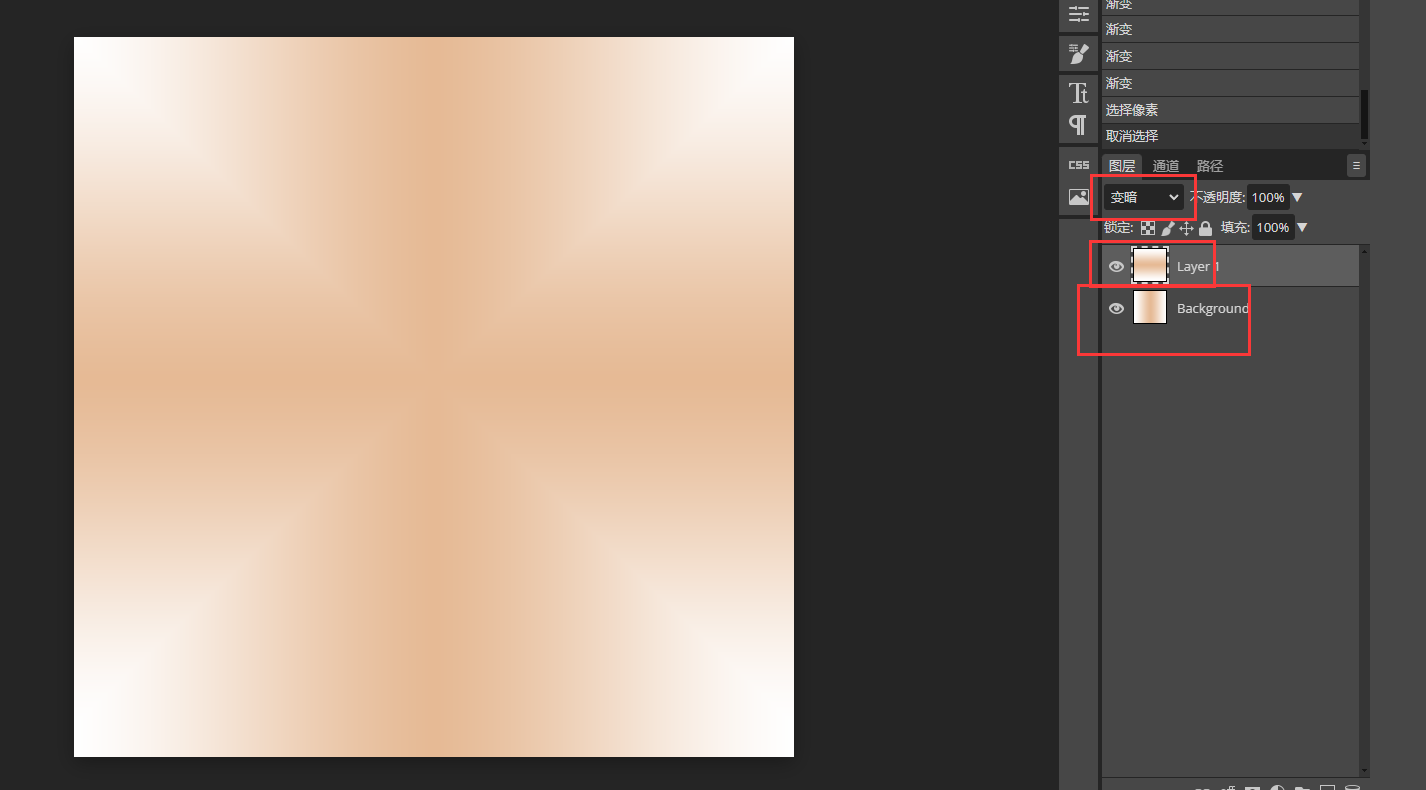 渐变
渐变
渐变
渐变
选择像素
取消选择
CSS
图层 通道 路径
变暗 不透明度: 100%
锁定: 填充: 100%
Layer 1
Background